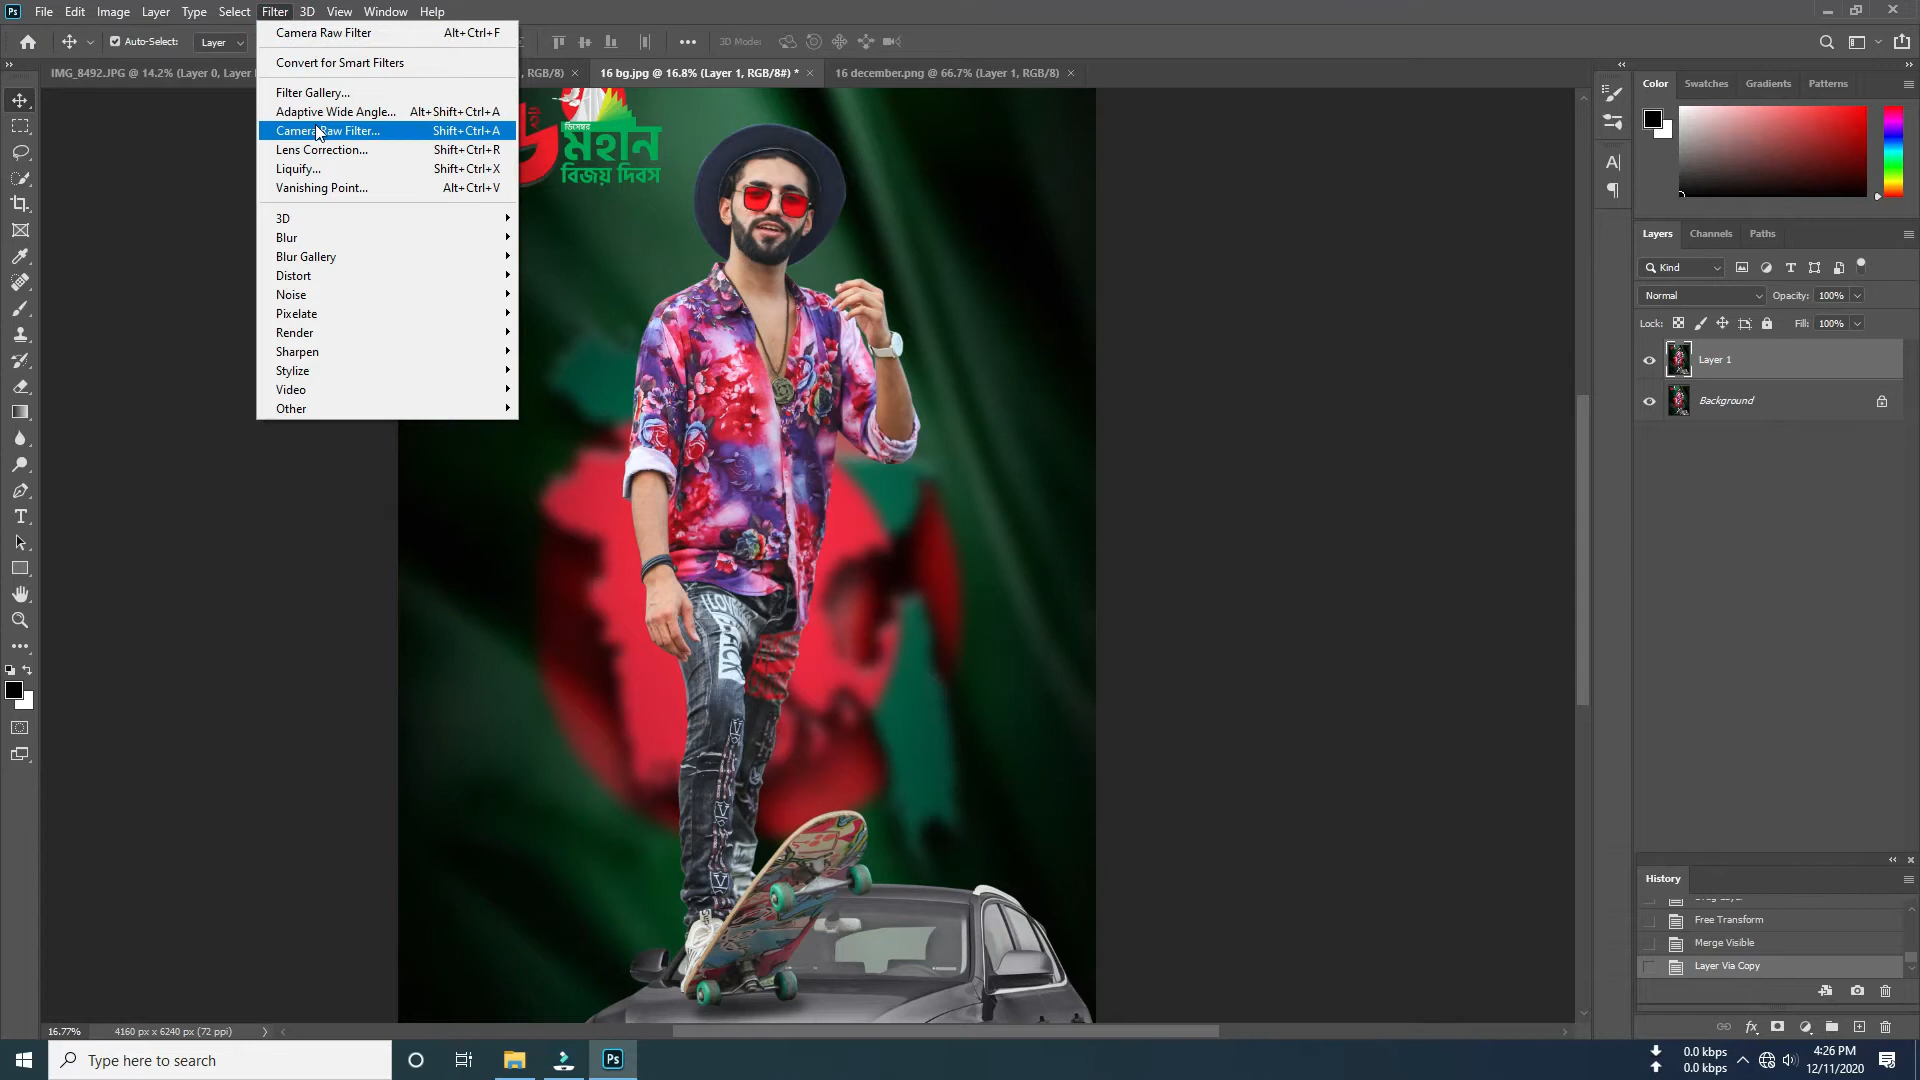 Ps File Edit Image Layer Type Select Filter 3D View Window Help
Auto-Select: Layer 3D Mode:
IMG_8492.JPG @ 14.2% (Layer 0, Layer
, RGB/8) ×
16 bg.jpg @ 16.8% (Layer 1, RGB/8#) * ×
16 december.png @ 66.7% (Layer 1, RGB/8) ×
Camera Raw Filter Alt+Ctrl+F
Convert for Smart Filters
Filter Gallery...
Adaptive Wide Angle... Alt+Shift+Ctrl+A
Camera Raw Filter... Shift+Ctrl+A
Lens Correction... Shift+Ctrl+R
Liquify... Shift+Ctrl+X
Vanishing Point... Alt+Ctrl+V
3D
Blur
Blur Gallery
Distort
Noise
Pixelate
Render
Sharpen
Stylize
Video
Other
ডিসেম্বর
মহান
বিজয় দিবস
Color Swatches Gradients Patterns
Layers Channels Paths
Kind
Normal Opacity: 100%
Lock: Fill: 100%
Layer 1
Background
History
Free Transform
Merge Visible
Layer Via Copy
16.77% 4160 px x 6240 px (72 ppi)
Type here to search
Ps
0.0 kbps
0.0 kbps
4:26 PM
12/11/2020